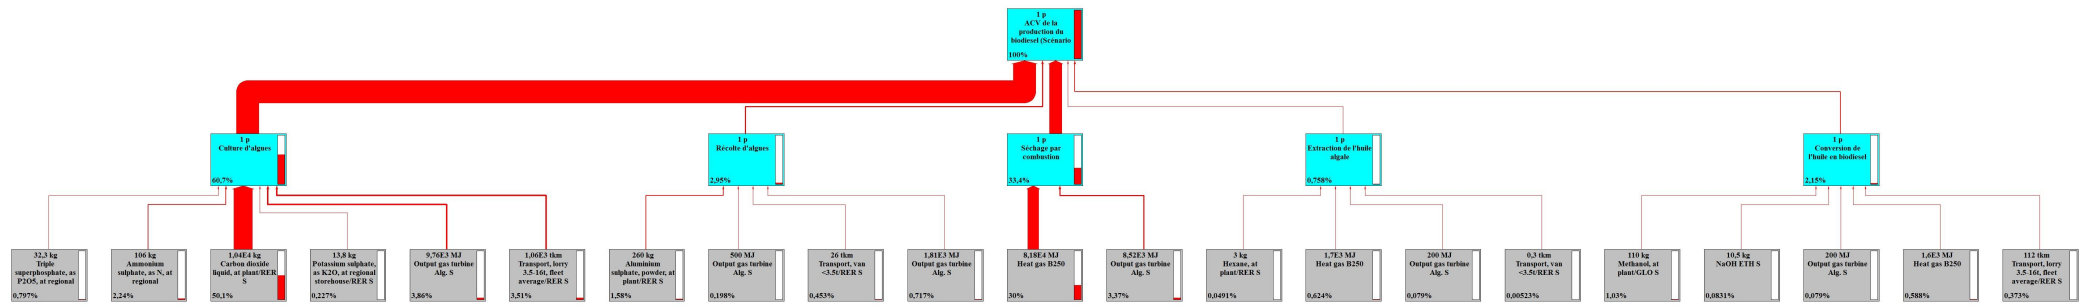 1 p
ACV de la
production du
biodiesel (Scénario
100%
1 p
Culture d'algues
60,7%
1 p
Récolte d'algues
2,95%
1 p
Séchage par
combustion
33,4%
1 p
Extraction de l'huile
algale
0,758%
1 p
Conversion de
l'huile en biodiesel
2,15%
32,3 kg
Triple
superphosphate, as
P2O5, at regional
0,797%
106 kg
Ammonium
sulphate, as N, at
regional
2,24%
1,04E4 kg
Carbon dioxide
liquid, at plant/RER
S
50,1%
13,8 kg
Potassium sulphate,
as K2O, at regional
storehouse/RER S
0,227%
9,76E3 MJ
Output gas turbine
Alg. S
3,86%
1,06E3 tkm
Transport, lorry
3.5-16t, fleet
average/RER S
3,51%
260 kg
Aluminium
sulphate, powder, at
plant/RER S
1,58%
500 MJ
Output gas turbine
Alg. S
0,198%
26 tkm
Transport, van
<3.5t/RER S
0,453%
1,81E3 MJ
Output gas turbine
Alg. S
0,717%
8,18E4 MJ
Heat gas B250
30%
8,52E3 MJ
Output gas turbine
Alg. S
3,37%
3 kg
Hexane, at
plant/RER S
0,0491%
1,7E3 MJ
Heat gas B250
0,624%
200 MJ
Output gas turbine
Alg. S
0,079%
0,3 tkm
Transport, van
<3.5t/RER S
0,00523%
110 kg
Methanol, at
plant/GLO S
1,03%
10,5 kg
NaOH ETH S
0,0831%
200 MJ
Output gas turbine
Alg. S
0,079%
1,6E3 MJ
Heat gas B250
0,588%
112 tkm
Transport, lorry
3.5-16t, fleet
average/RER S
0,373%